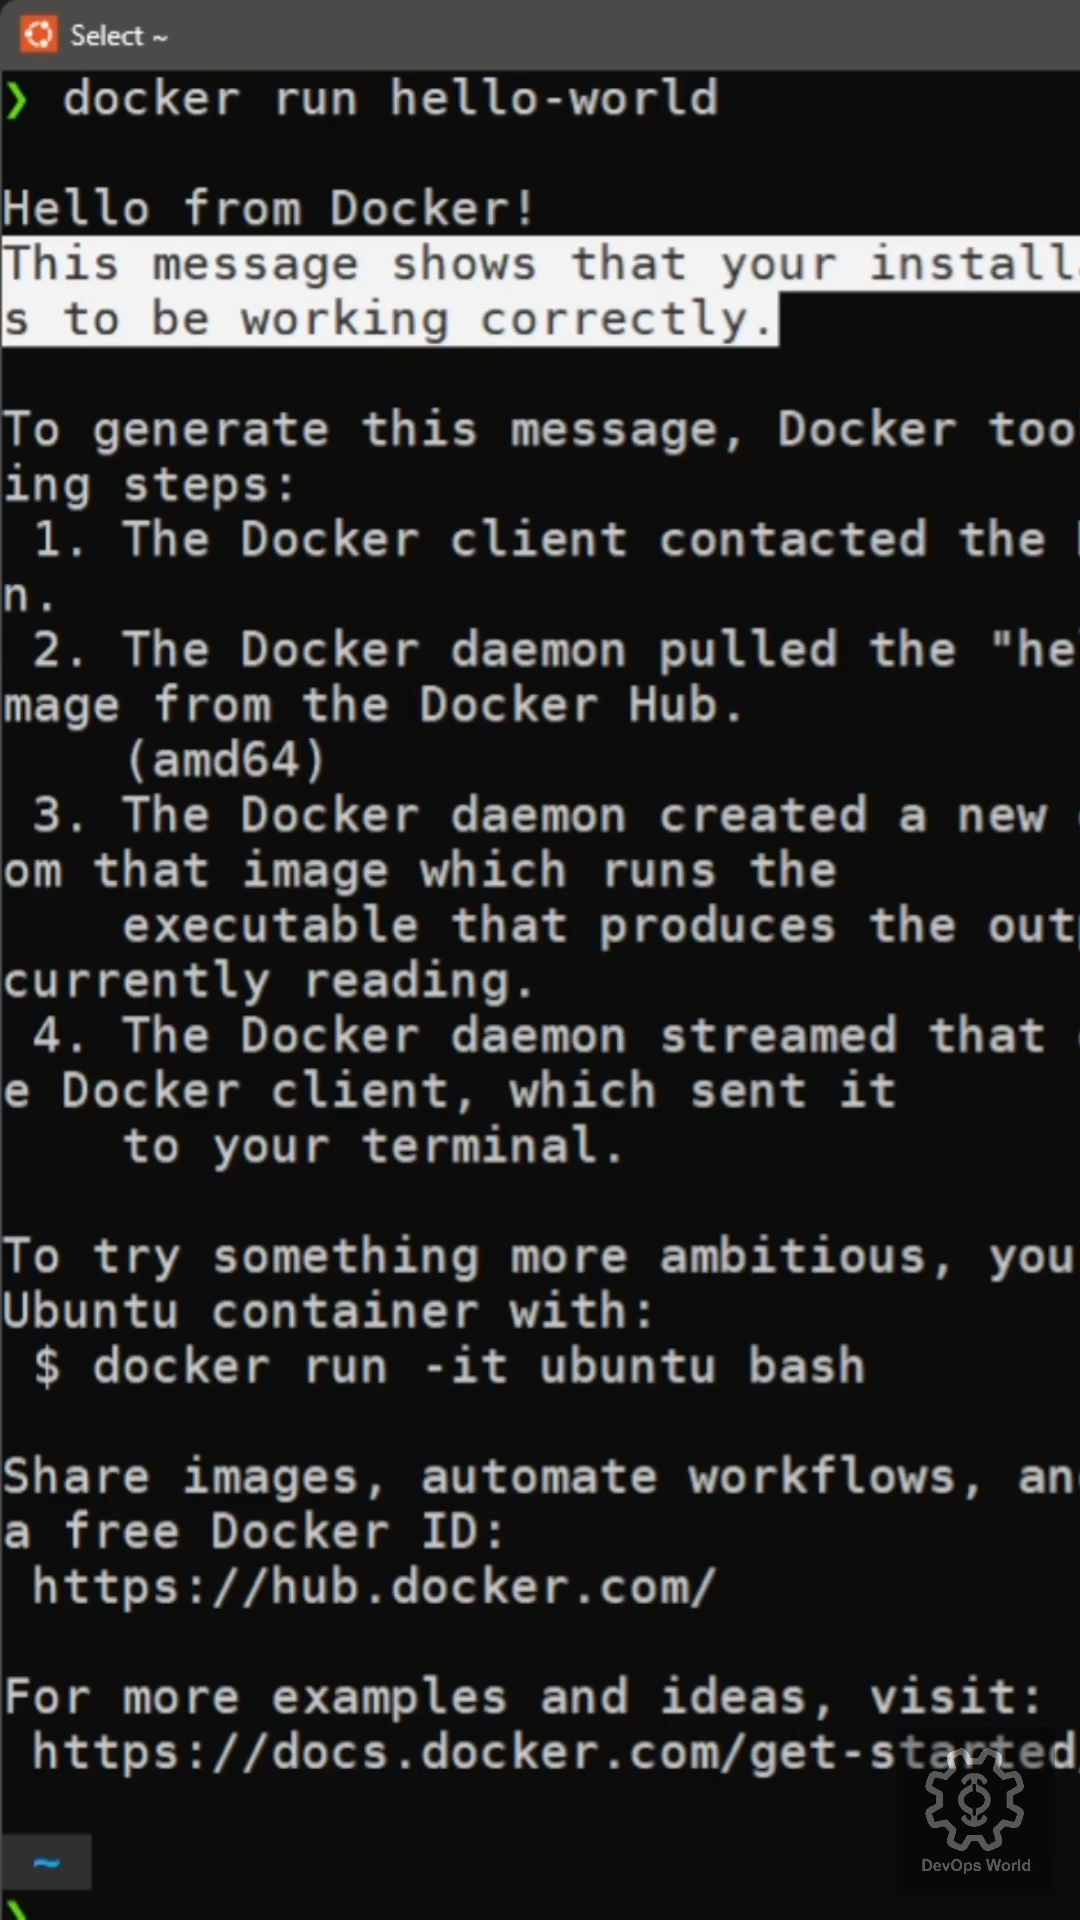 Select ~
❯ docker run hello-world
Hello from Docker!
This message shows that your
s to be working correctly.
To generate this message, Docker
ing steps:
1. The Docker client contacted the
n.
2. The Docker daemon pulled the
mage from the Docker Hub.
(amd64)
3. The Docker daemon created a new
om that image which runs the
executable that produces the
currently reading.
4. The Docker daemon streamed that
e Docker client, which sent it
to your terminal.
To try something more ambitious, you
Ubuntu container with:
$ docker run -it ubuntu bash
Share images, automate workflows,
a free Docker ID:
https://hub.docker.com/
For more examples and ideas, visit:
https://docs.docker.com/get-started
~
❯
DevOps World